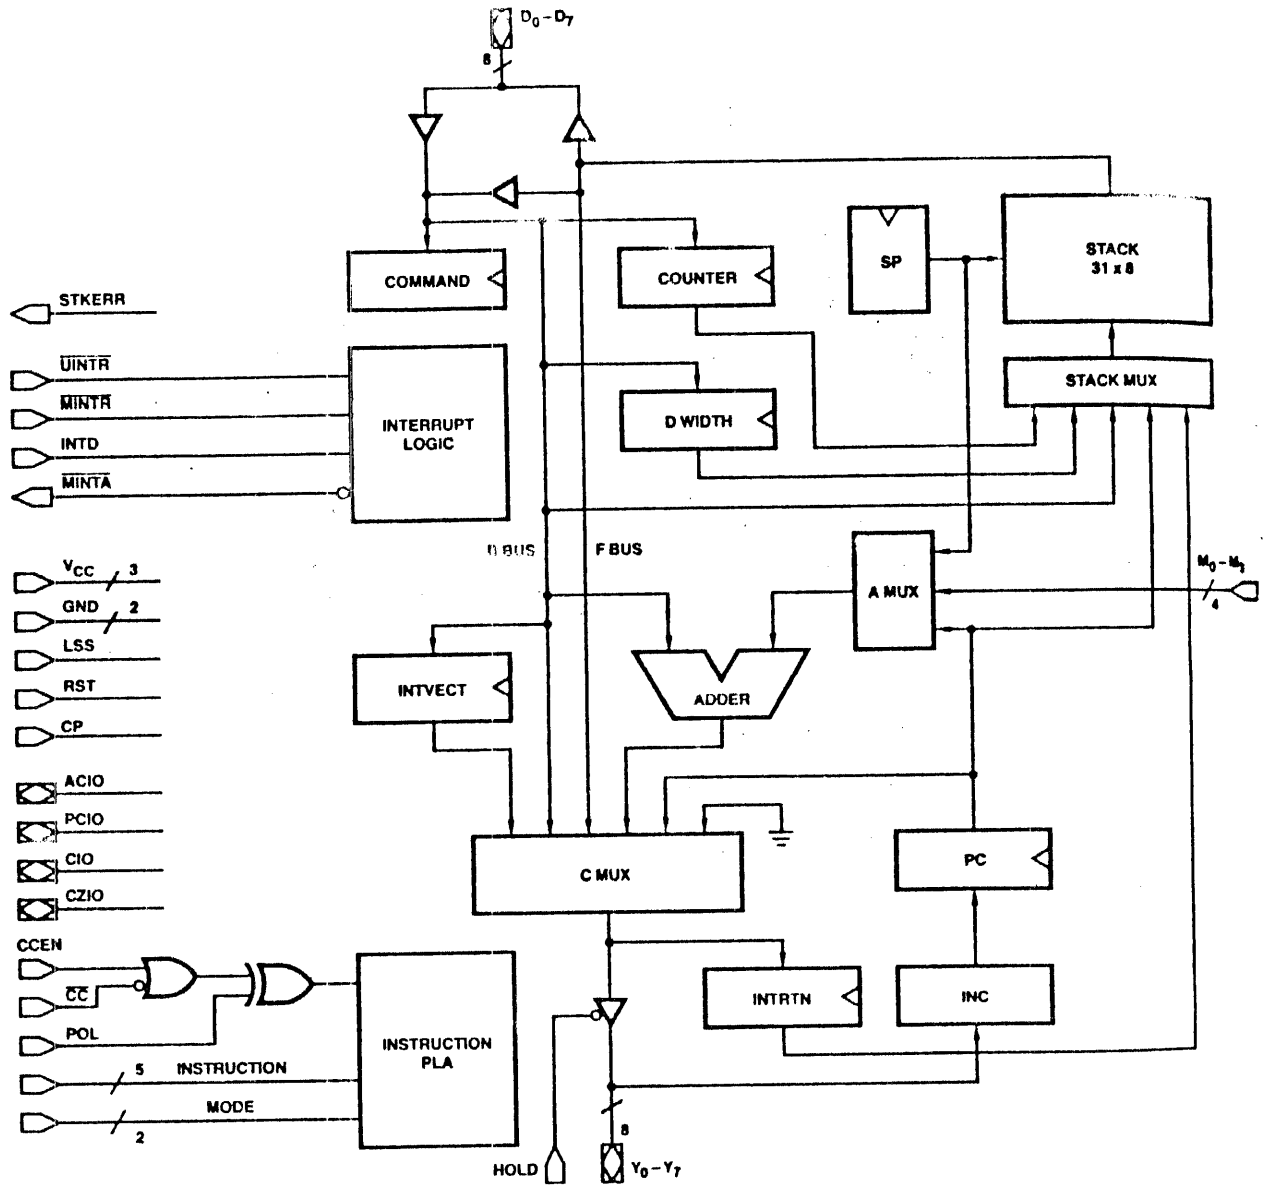 D0-D7
8
STACK
31 x 8
SP
COMMAND
COUNTER
STKERR
UINTR
STACK MUX
MINTR
INTERRUPT
LOGIC
D WIDTH
INTD
MINTA
D BUS
F BUS
VCC
3
M0-M3
A MUX
4
GND
2
LSS
RST
INTVECT
ADDER
CP
ACIO
PCIO
CIO
C MUX
PC
CZIO
CCEN
CC
INTRTN
INC
POL
INSTRUCTION
PLA
5
INSTRUCTION
MODE
2
8
HOLD
Y0-Y7